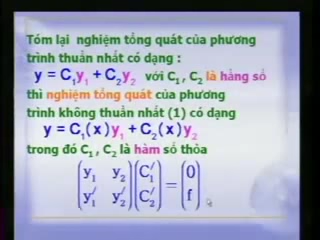 Tóm lại nghiệm tổng quát của phương
trình thuần nhất có dạng :
y = C₁y₁ + C₂y₂ với C₁ , C₂ là hằng số
thì nghiệm tổng quát của phương
trình không thuần nhất (1) có dạng
y = C₁(x)y₁ + C₂(x)y₂
trong đó C₁ , C₂ là hàm số thỏa
(y₁ y₂) (C₁′) = (0)
(y₁′ y₂′) (C₂′) (f)